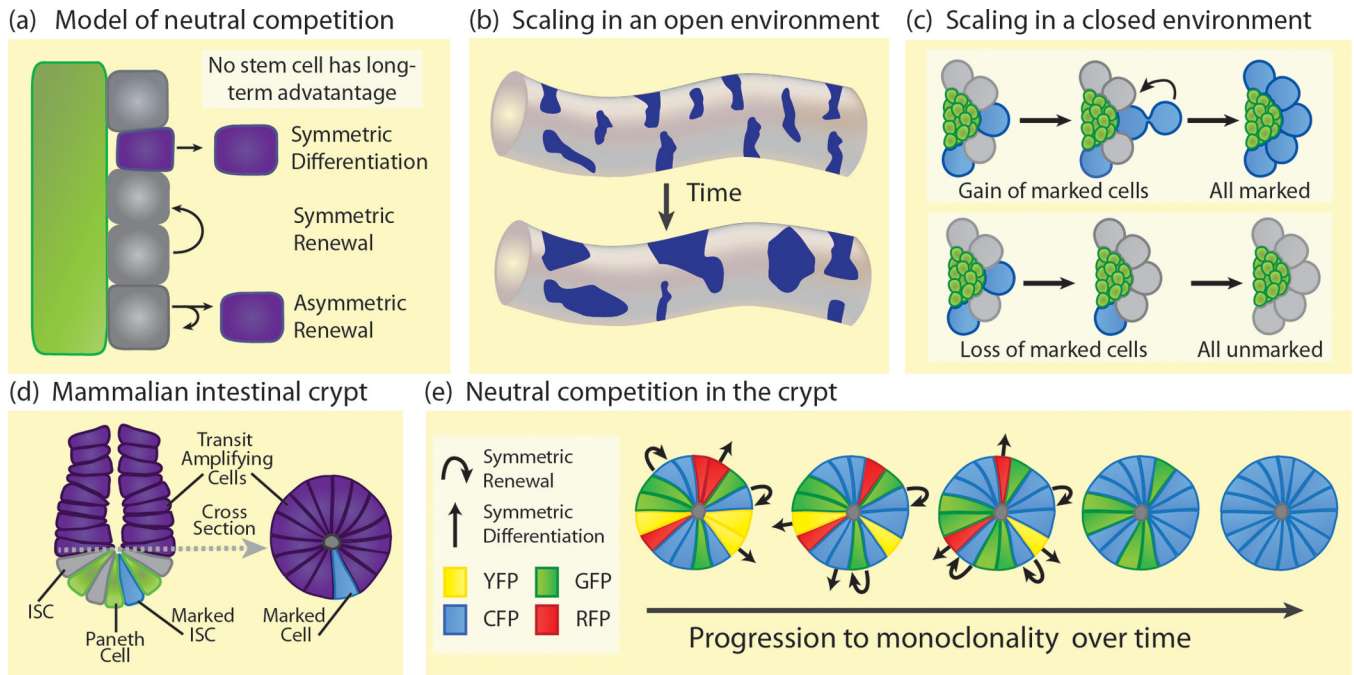 (a) Model of neutral competition
No stem cell has long-
term advatantage
Symmetric
Differentiation
Symmetric
Renewal
Asymmetric
Renewal
(b) Scaling in an open environment
Time
(c) Scaling in a closed environment
Gain of marked cells
All marked
Loss of marked cells
All unmarked
(d) Mammalian intestinal crypt
Transit
Amplifying
Cells
Cross
Section
ISC
Paneth
Cell
Marked
ISC
Marked
Cell
(e) Neutral competition in the crypt
Symmetric
Renewal
Symmetric
Differentiation
YFP
GFP
CFP
RFP
Progression to monoclonality over time